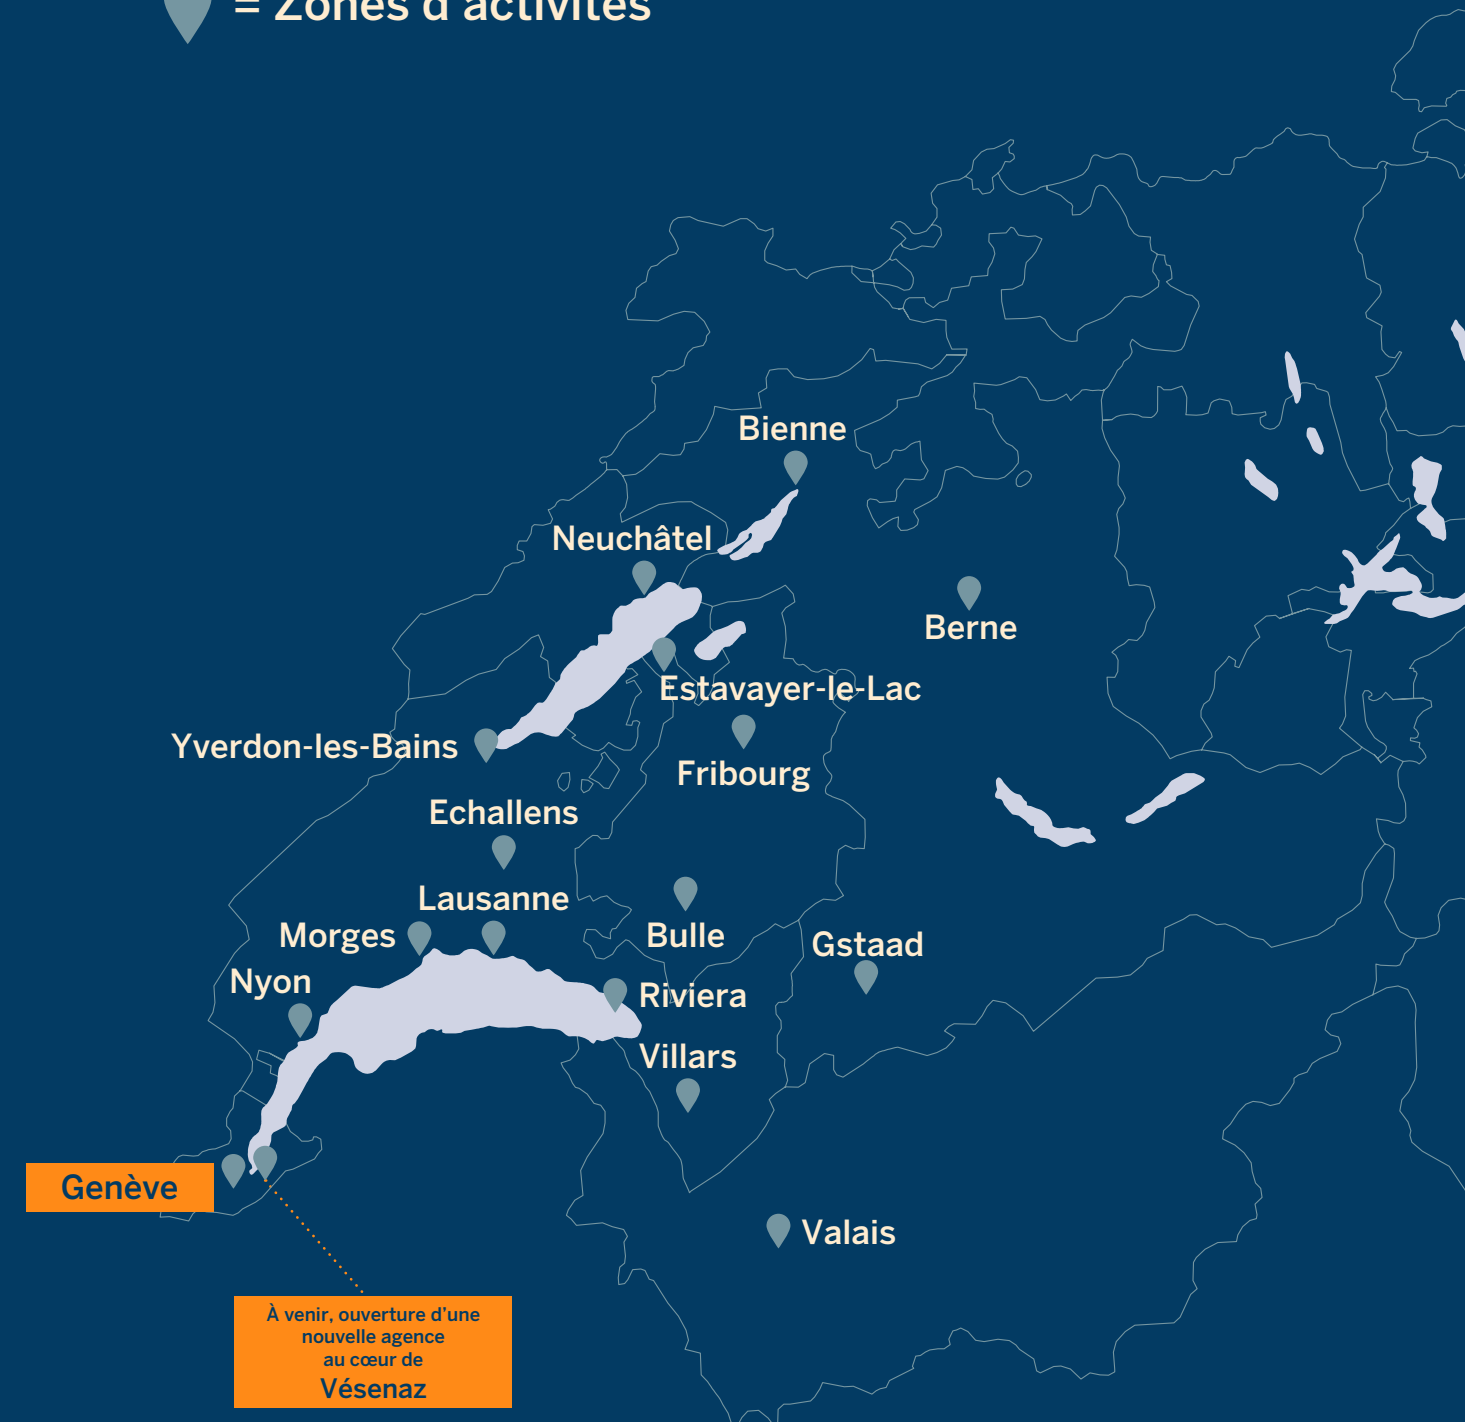 = Zones d'activités
Bienne
Neuchâtel
Berne
Estavayer-le-Lac
Yverdon-les-Bains
Fribourg
Echallens
Lausanne
Morges
Bulle
Gstaad
Nyon
Riviera
Villars
Genève
Valais
À venir, ouverture d’une
nouvelle agence
au cœur de
Vésenaz